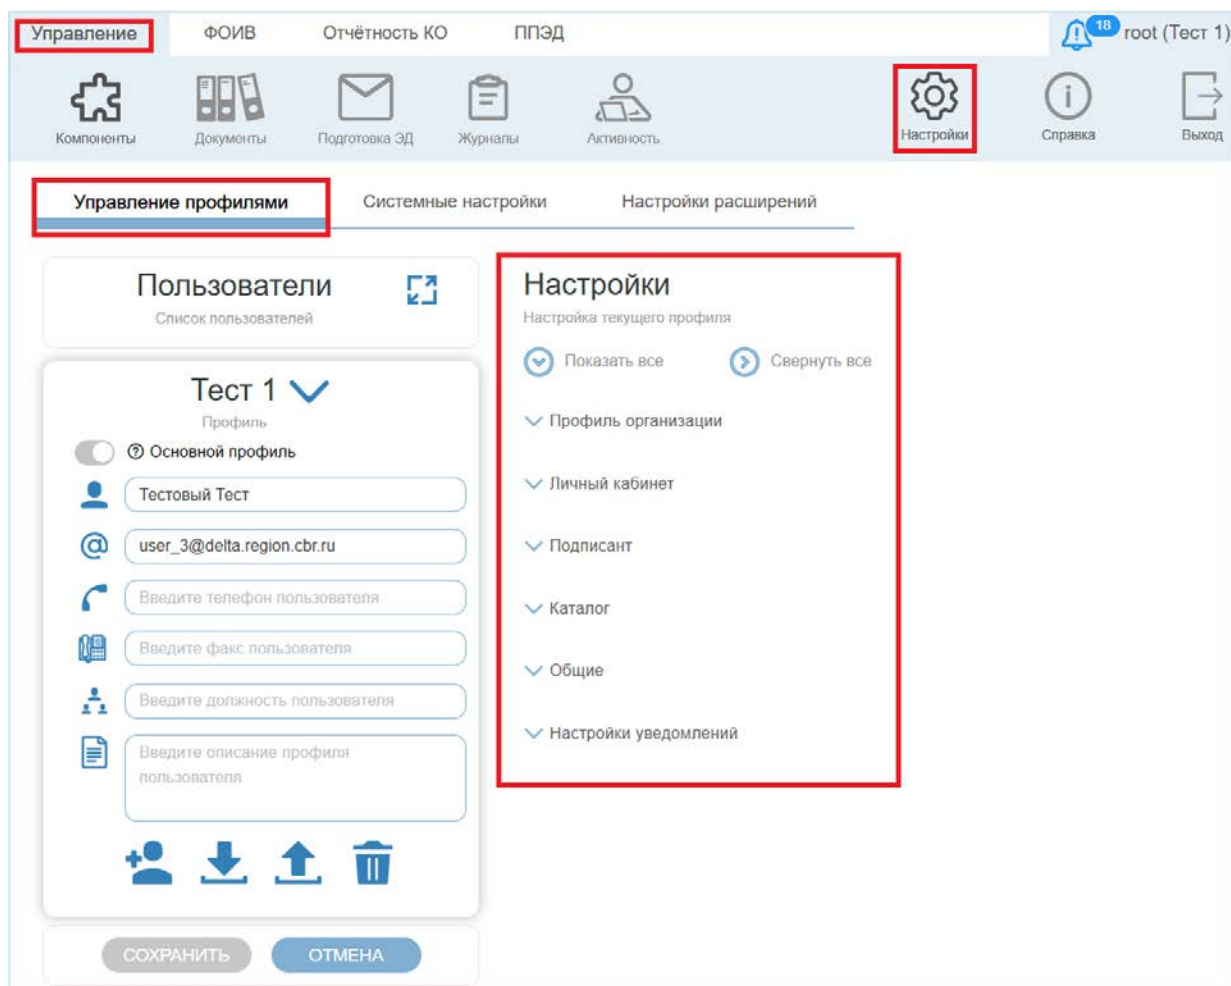 Управление ФОИВ Отчётность КО ППЭД 18 root (Тест 1)
Компоненты Документы Подготовка ЭД Журналы Активность Настройки Справка Выход
Управление профилями Системные настройки Настройки расширений
Пользователи
Список пользователей
Тест 1
Профиль
Основной профиль
Тестовый Тест
user_3@delta.region.cbr.ru
Введите телефон пользователя
Введите факс пользователя
Введите должность пользователя
Введите описание профиля
пользователя
СОХРАНИТЬ ОТМЕНА
Настройки
Настройка текущего профиля
Показать все Свернуть все
Профиль организации
Личный кабинет
Подписант
Каталог
Общие
Настройки уведомлений